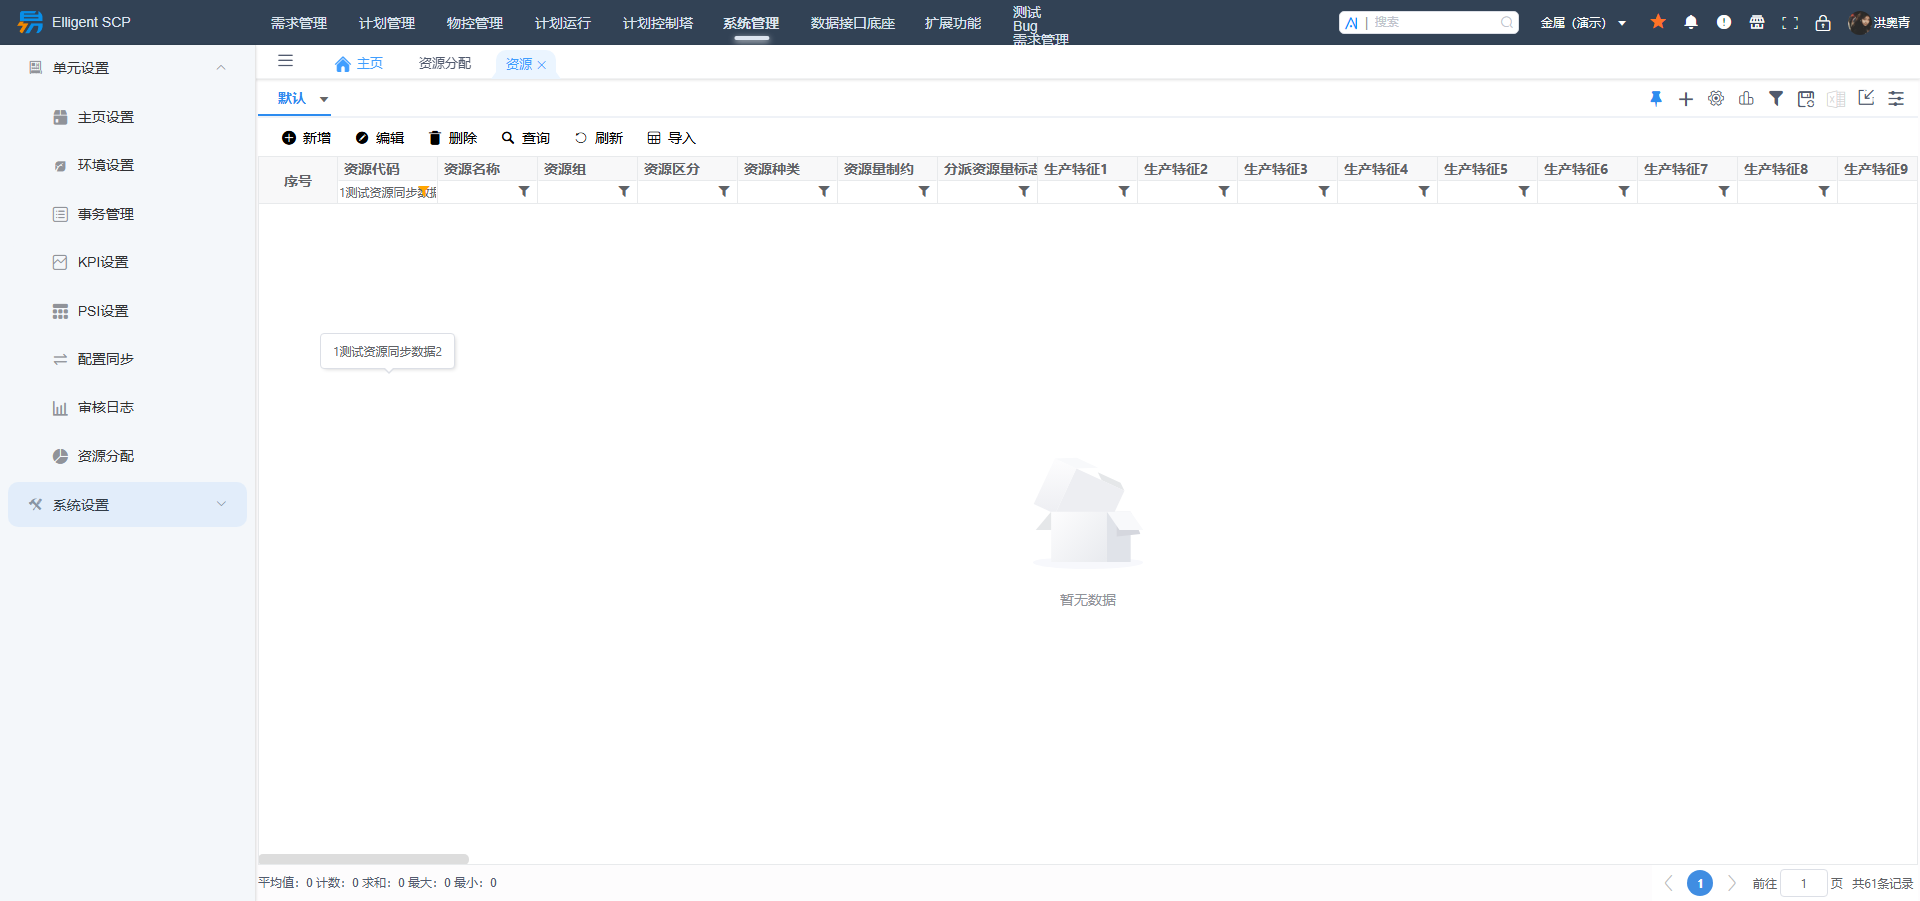 Elligent SCP
需求管理
计划管理
物控管理
计划运行
计划控制塔
系统管理
数据接口底座
扩展功能
测试
Bug
需求管理
AI | 搜索
金属（演示）
洪奥青
单元设置
主页设置
环境设置
事务管理
KPI设置
PSI设置
配置同步
审核日志
资源分配
系统设置
主页
资源分配
资源
默认
新增
编辑
删除
查询
刷新
导入
序号
资源代码
资源名称
资源组
资源区分
资源种类
资源量制约
分派资源量标志
生产特征1
生产特征2
生产特征3
生产特征4
生产特征5
生产特征6
生产特征7
生产特征8
生产特征9
1测试资源同步数据
1测试资源同步数据2
暂无数据
平均值：0 计数：0 求和：0 最大：0 最小：0
1
前往 1 页 共61条记录